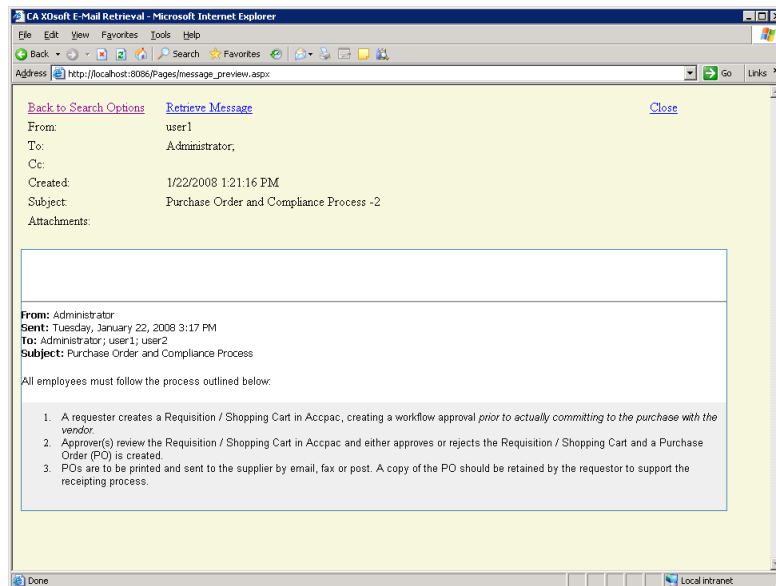 CA XOsoft E-Mail Retrieval - Microsoft Internet Explorer
File Edit View Favorites Tools Help
Back Search Favorites
Address http://localhost:8086/Pages/message_preview.aspx Go Links
Back to Search Options Retrieve Message Close
From: user1
To: Administrator;
Cc:
Created: 1/22/2008 1:21:16 PM
Subject: Purchase Order and Compliance Process -2
Attachments:
From: Administrator
Sent: Tuesday, January 22, 2008 3:17 PM
To: Administrator; user1; user2
Subject: Purchase Order and Compliance Process
All employees must follow the process outlined below:
1. A requester creates a Requisition / Shopping Cart in Accpac, creating a workflow approval prior to actually committing to the purchase with the
vendor.
2. Approver(s) review the Requisition / Shopping Cart in Accpac and either approves or rejects the Requisition / Shopping Cart and a Purchase
Order (PO) is created.
3. POs are to be printed and sent to the supplier by email, fax or post. A copy of the PO should be retained by the requestor to support the
receipting process.
Done Local intranet